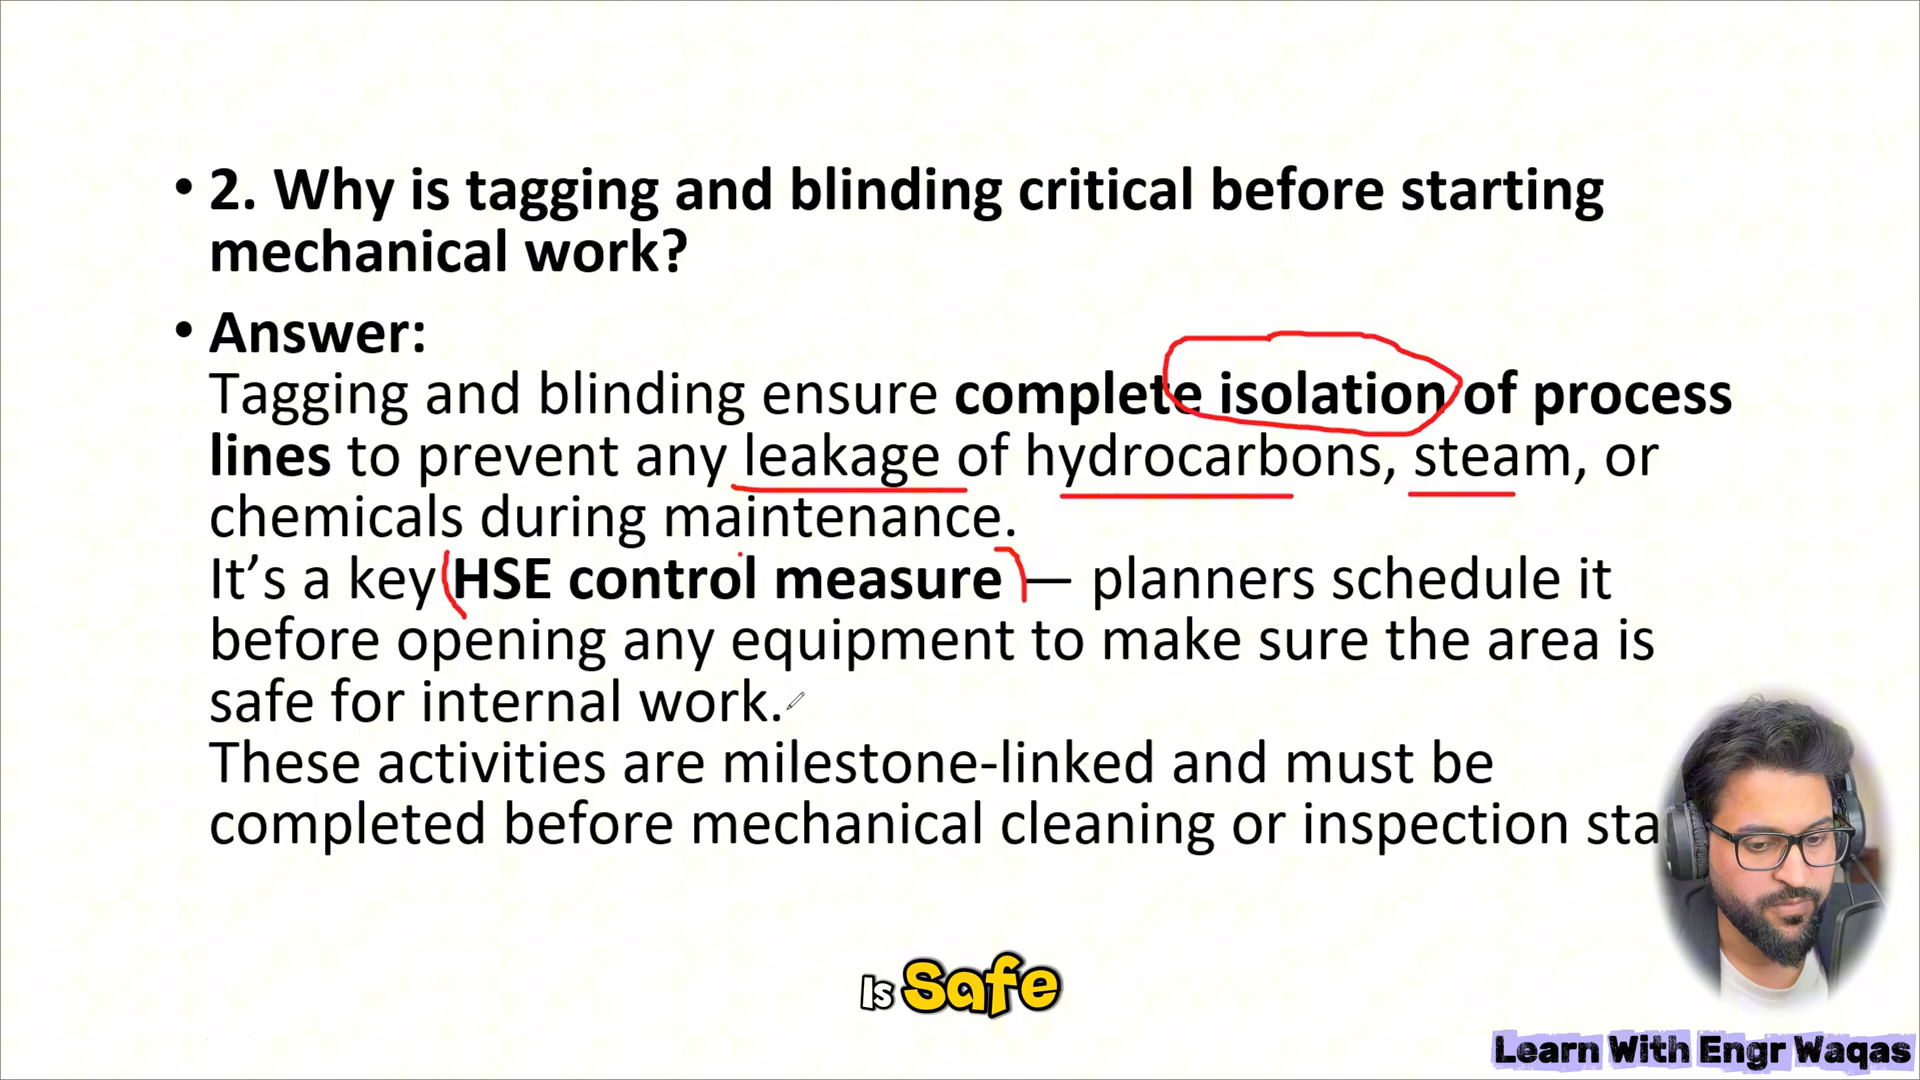 • 2. Why is tagging and blinding critical before starting
mechanical work?
• Answer:
Tagging and blinding ensure complete isolation of process
lines to prevent any leakage of hydrocarbons, steam, or
chemicals during maintenance.
It’s a key HSE control measure — planners schedule it
before opening any equipment to make sure the area is
safe for internal work.
These activities are milestone-linked and must be
completed before mechanical cleaning or inspection sta
Is Safe
Learn With Engr Waqas